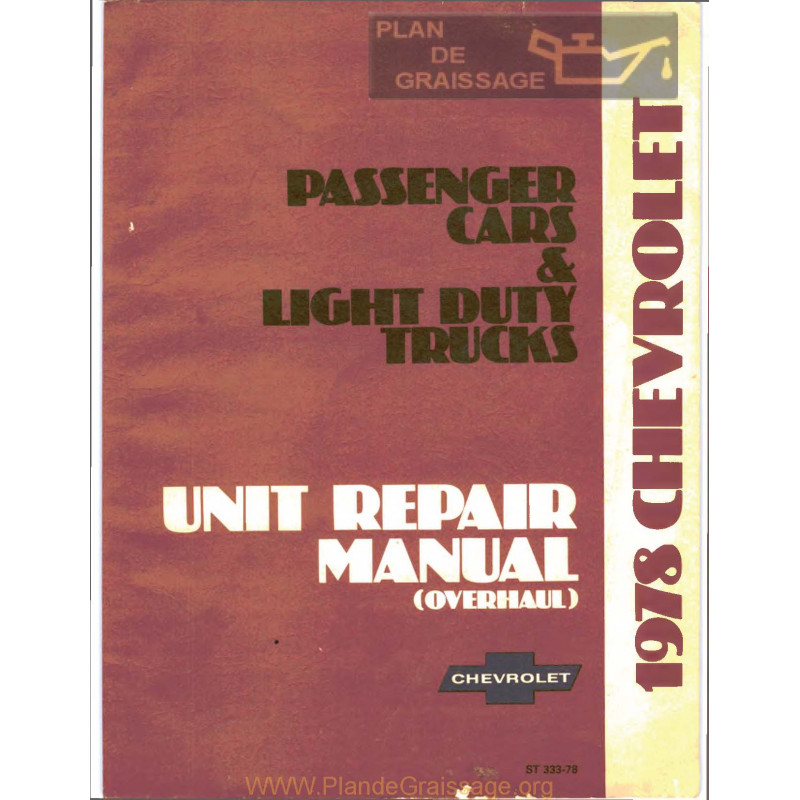 PLAN
DE
GRAISSAGE
PASSENGER
CARS
&
LIGHT DUTY
TRUCKS
UNIT REPAIR
MANUAL
(OVERHAUL)
CHEVROLET
ST 333-78
www.PlandeGraissage.org
1978 CHEVROLET